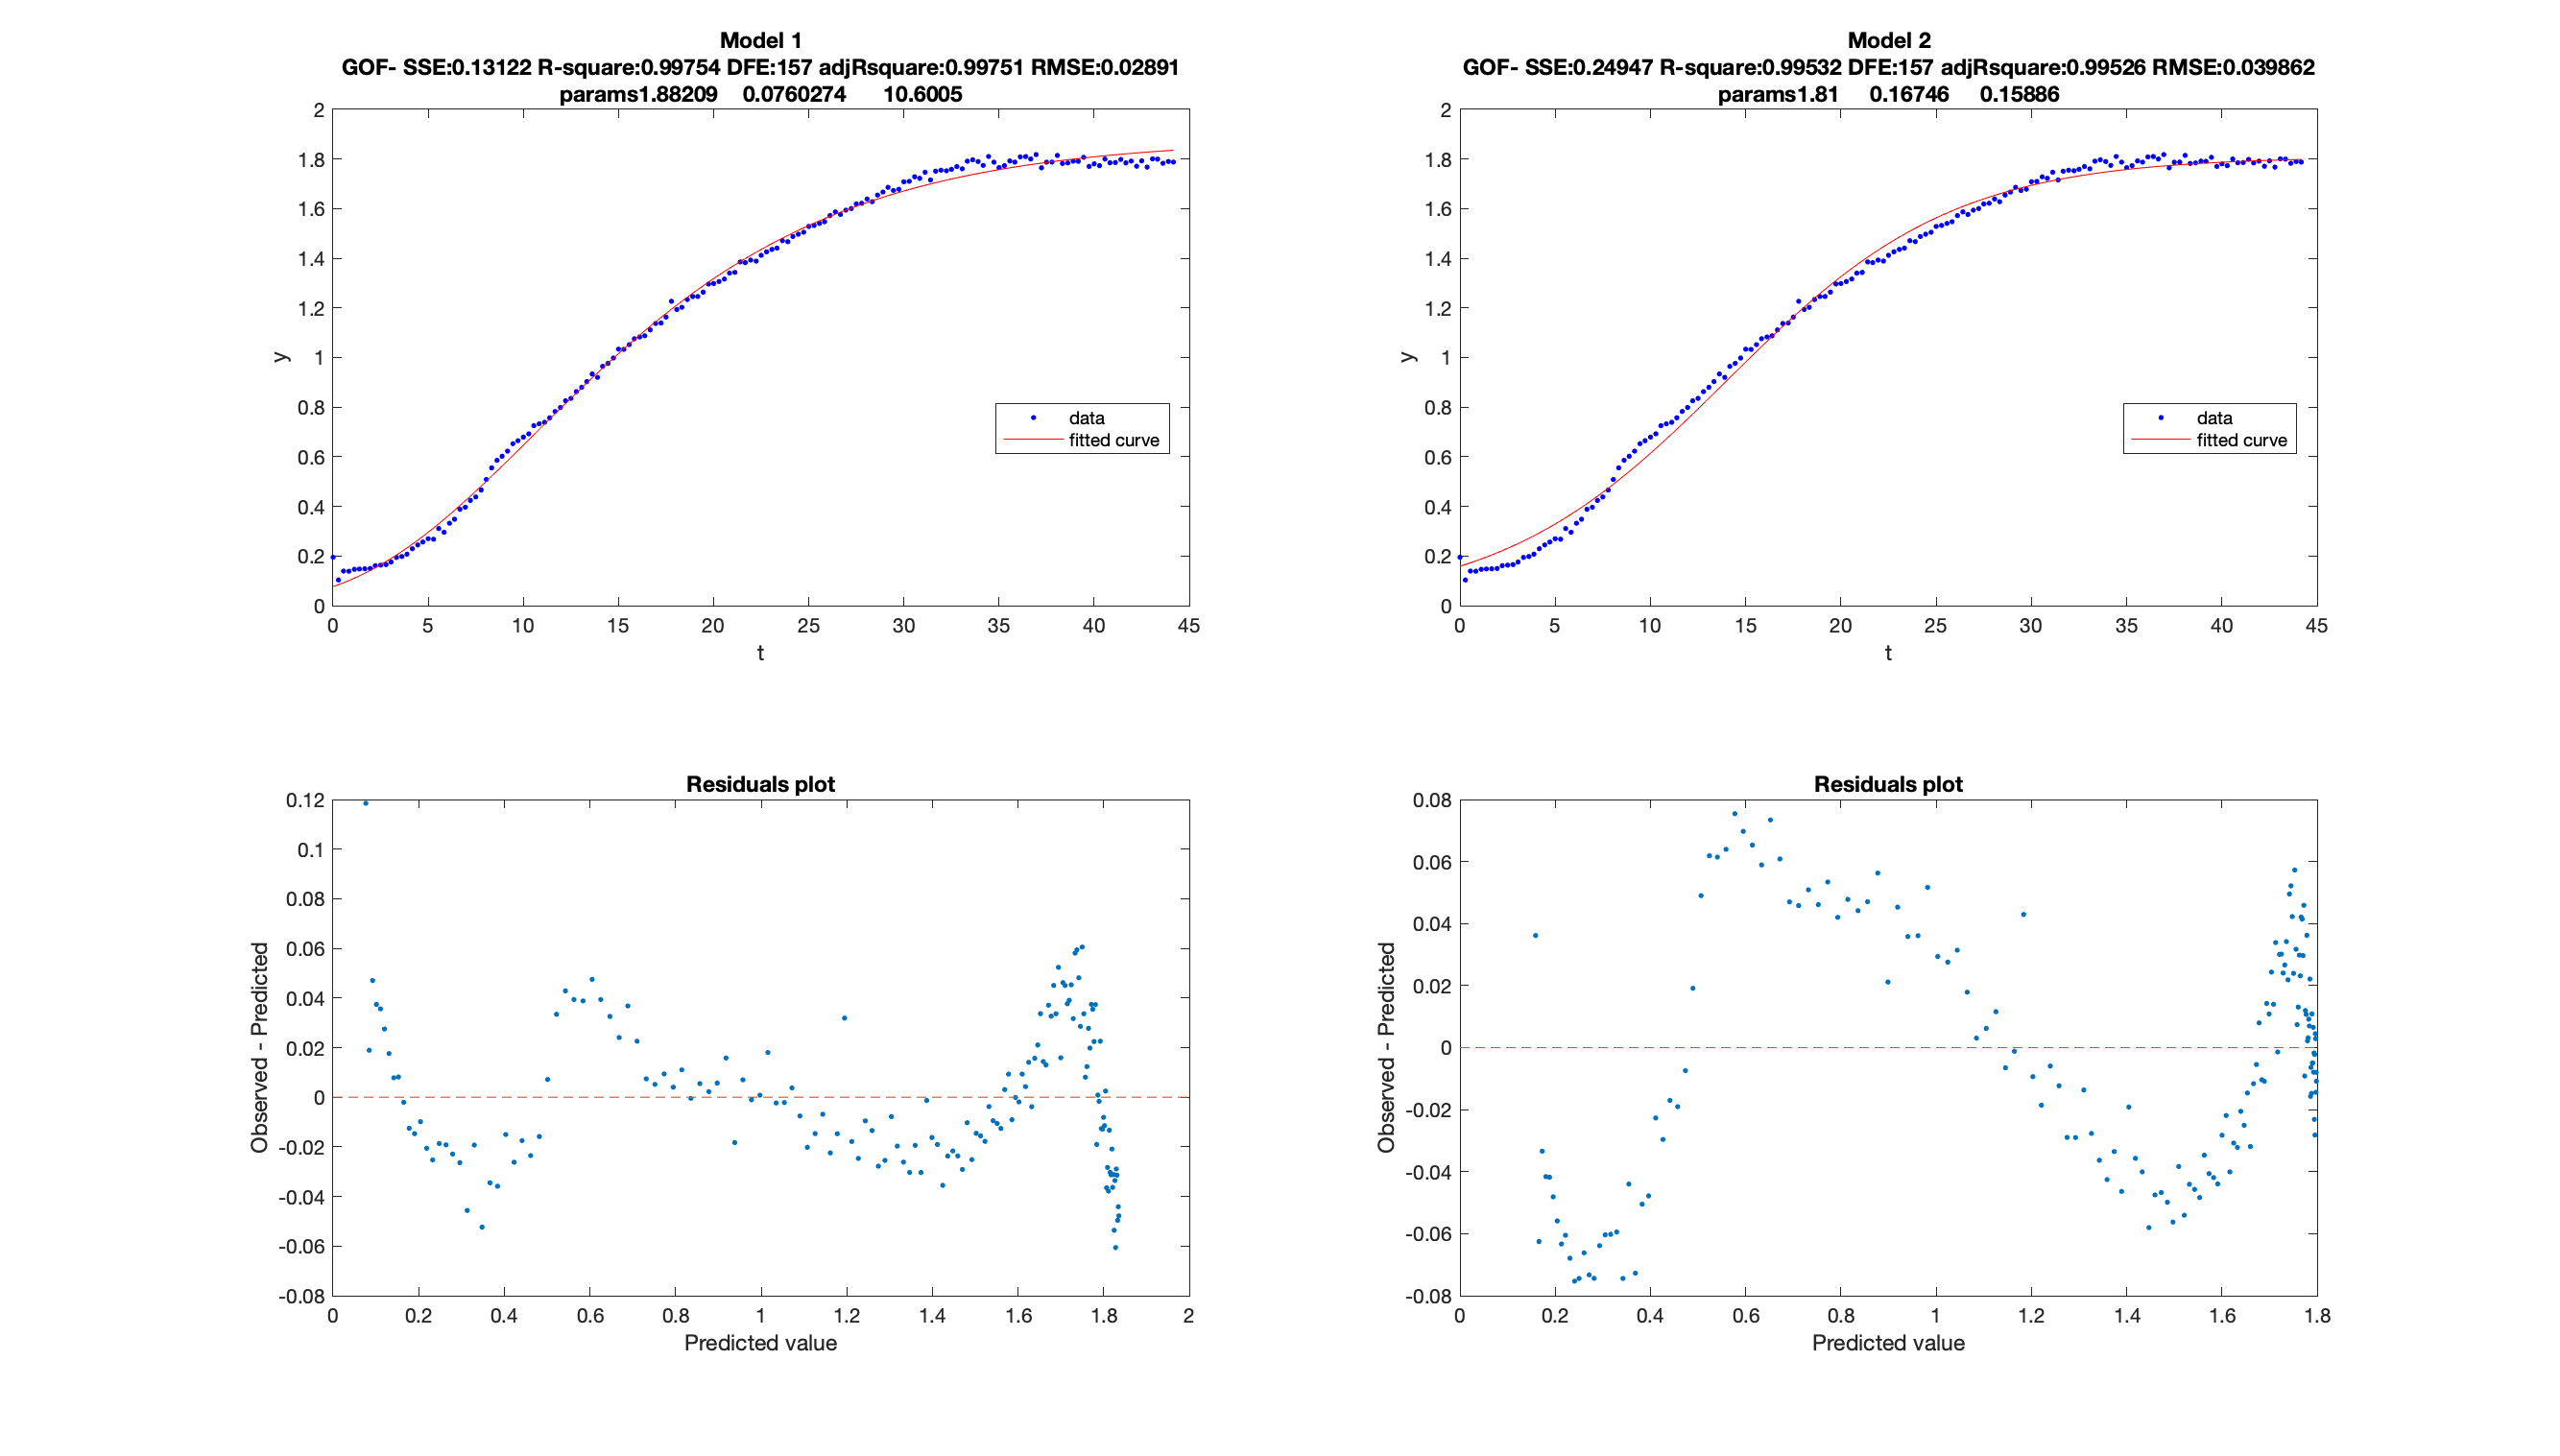 Model 1
GOF- SSE:0.13122 R-square:0.99754 DFE:157 adjRsquare:0.99751 RMSE:0.02891
params1.88209 0.0760274 10.6005
2
1.8
1.6
1.4
1.2
1
0.8
0.6
0.4
0.2
0
y
data
fitted curve
0 5 10 15 20 25 30 35 40 45
t
Model 2
GOF- SSE:0.24947 R-square:0.99532 DFE:157 adjRsquare:0.99526 RMSE:0.039862
params1.81 0.16746 0.15886
2
1.8
1.6
1.4
1.2
1
0.8
0.6
0.4
0.2
0
y
data
fitted curve
0 5 10 15 20 25 30 35 40 45
t
Residuals plot
0.12
0.1
0.08
0.06
0.04
0.02
0
-0.02
-0.04
-0.06
-0.08
Observed - Predicted
0 0.2 0.4 0.6 0.8 1 1.2 1.4 1.6 1.8 2
Predicted value
Residuals plot
0.08
0.06
0.04
0.02
0
-0.02
-0.04
-0.06
-0.08
Observed - Predicted
0 0.2 0.4 0.6 0.8 1 1.2 1.4 1.6 1.8
Predicted value